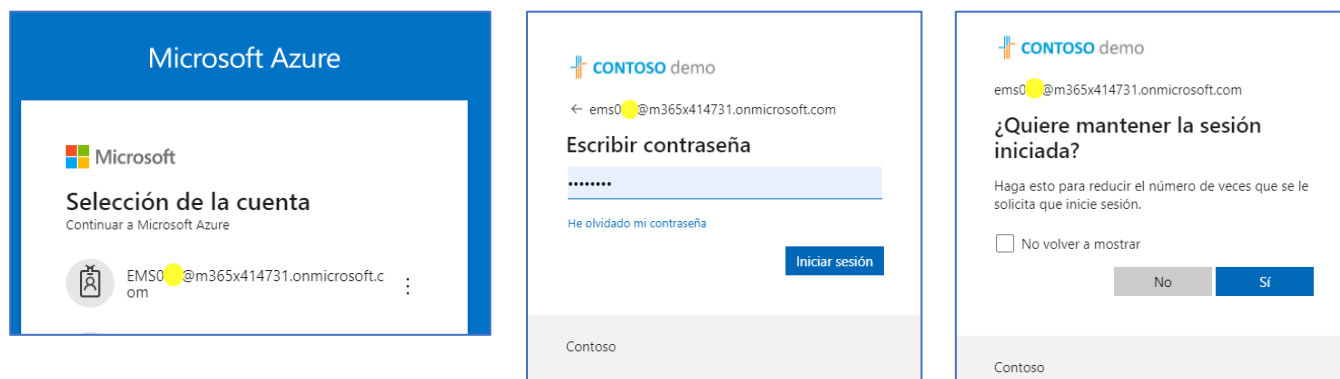 Microsoft Azure
Microsoft
Selección de la cuenta
Continuar a Microsoft Azure
EMS0 @m365x414731.onmicrosoft.c
om
CONTOSO demo
ems0 @m365x414731.onmicrosoft.com
Escribir contraseña
••••••••
He olvidado mi contraseña
Iniciar sesión
Contoso
CONTOSO demo
ems0 @m365x414731.onmicrosoft.com
¿Quiere mantener la sesión
iniciada?
Haga esto para reducir el número de veces que se le
solicita que inicie sesión.
No volver a mostrar
No
Sí
Contoso